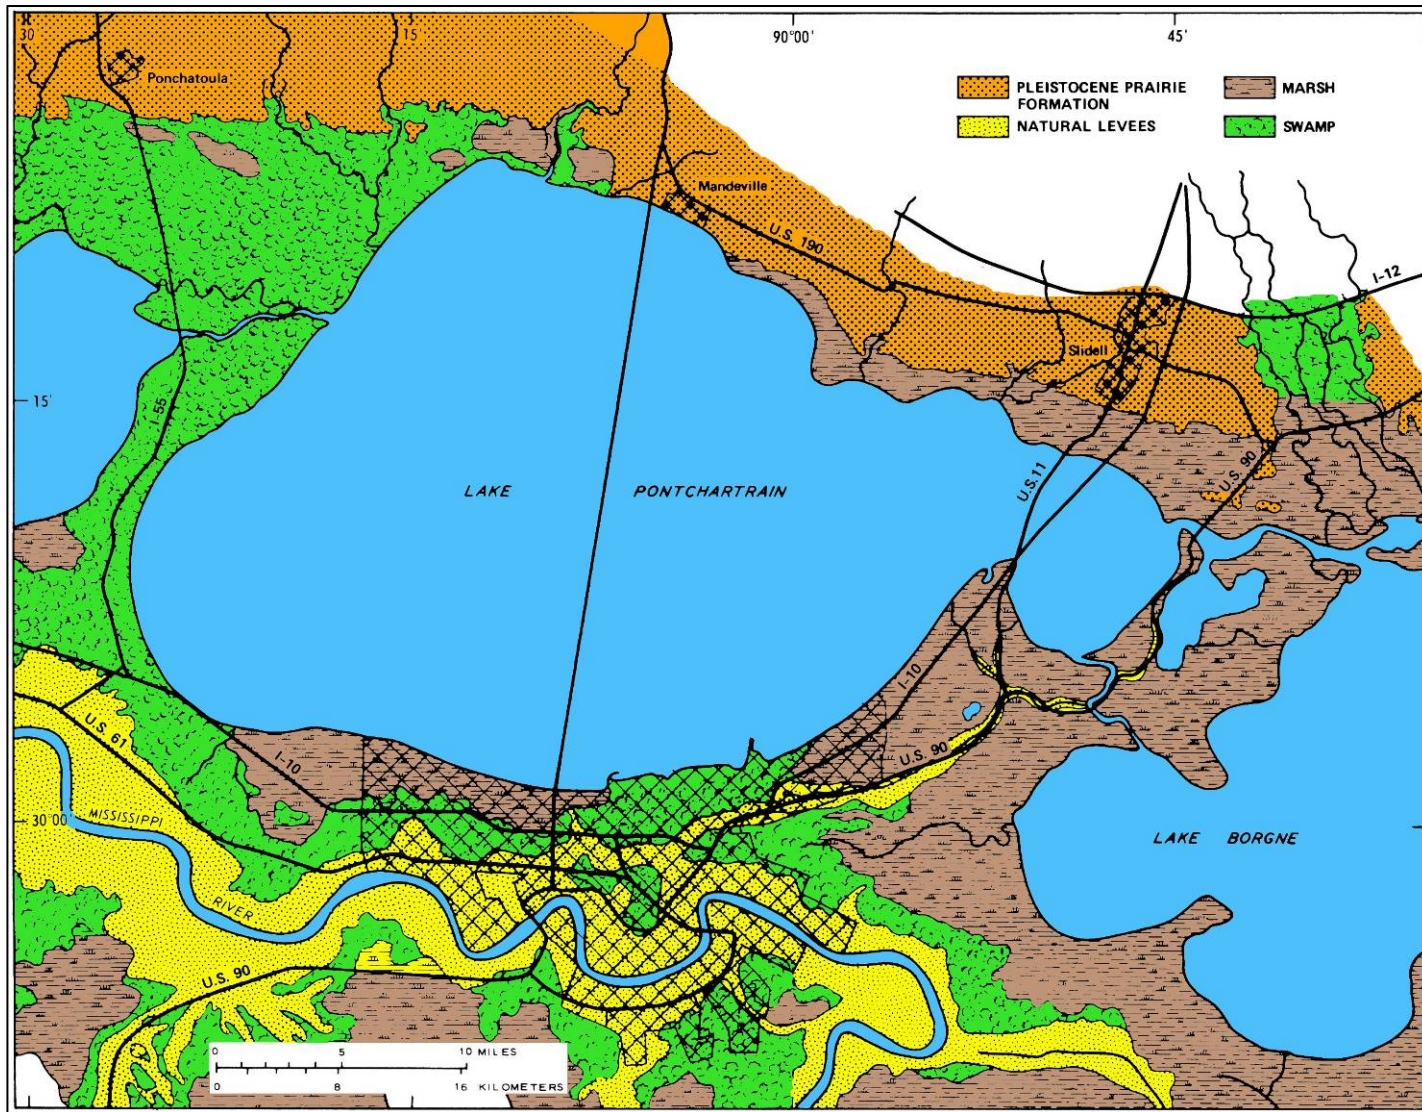 30
15'
90°00'
45'
Ponchatoula
PLEISTOCENE PRAIRIE
FORMATION
MARSH
NATURAL LEVEES
SWAMP
Mandeville
U.S. 190
I-12
Slidell
15'
I-55
LAKE PONTCHARTRAIN
U.S.11
U.S. 90
I-10
U.S. 61
I-10
U.S. 90
MISSISSIPPI
30°00'
LAKE BORGNE
RIVER
U.S. 90
0 5 10 MILES
0 8 16 KILOMETERS